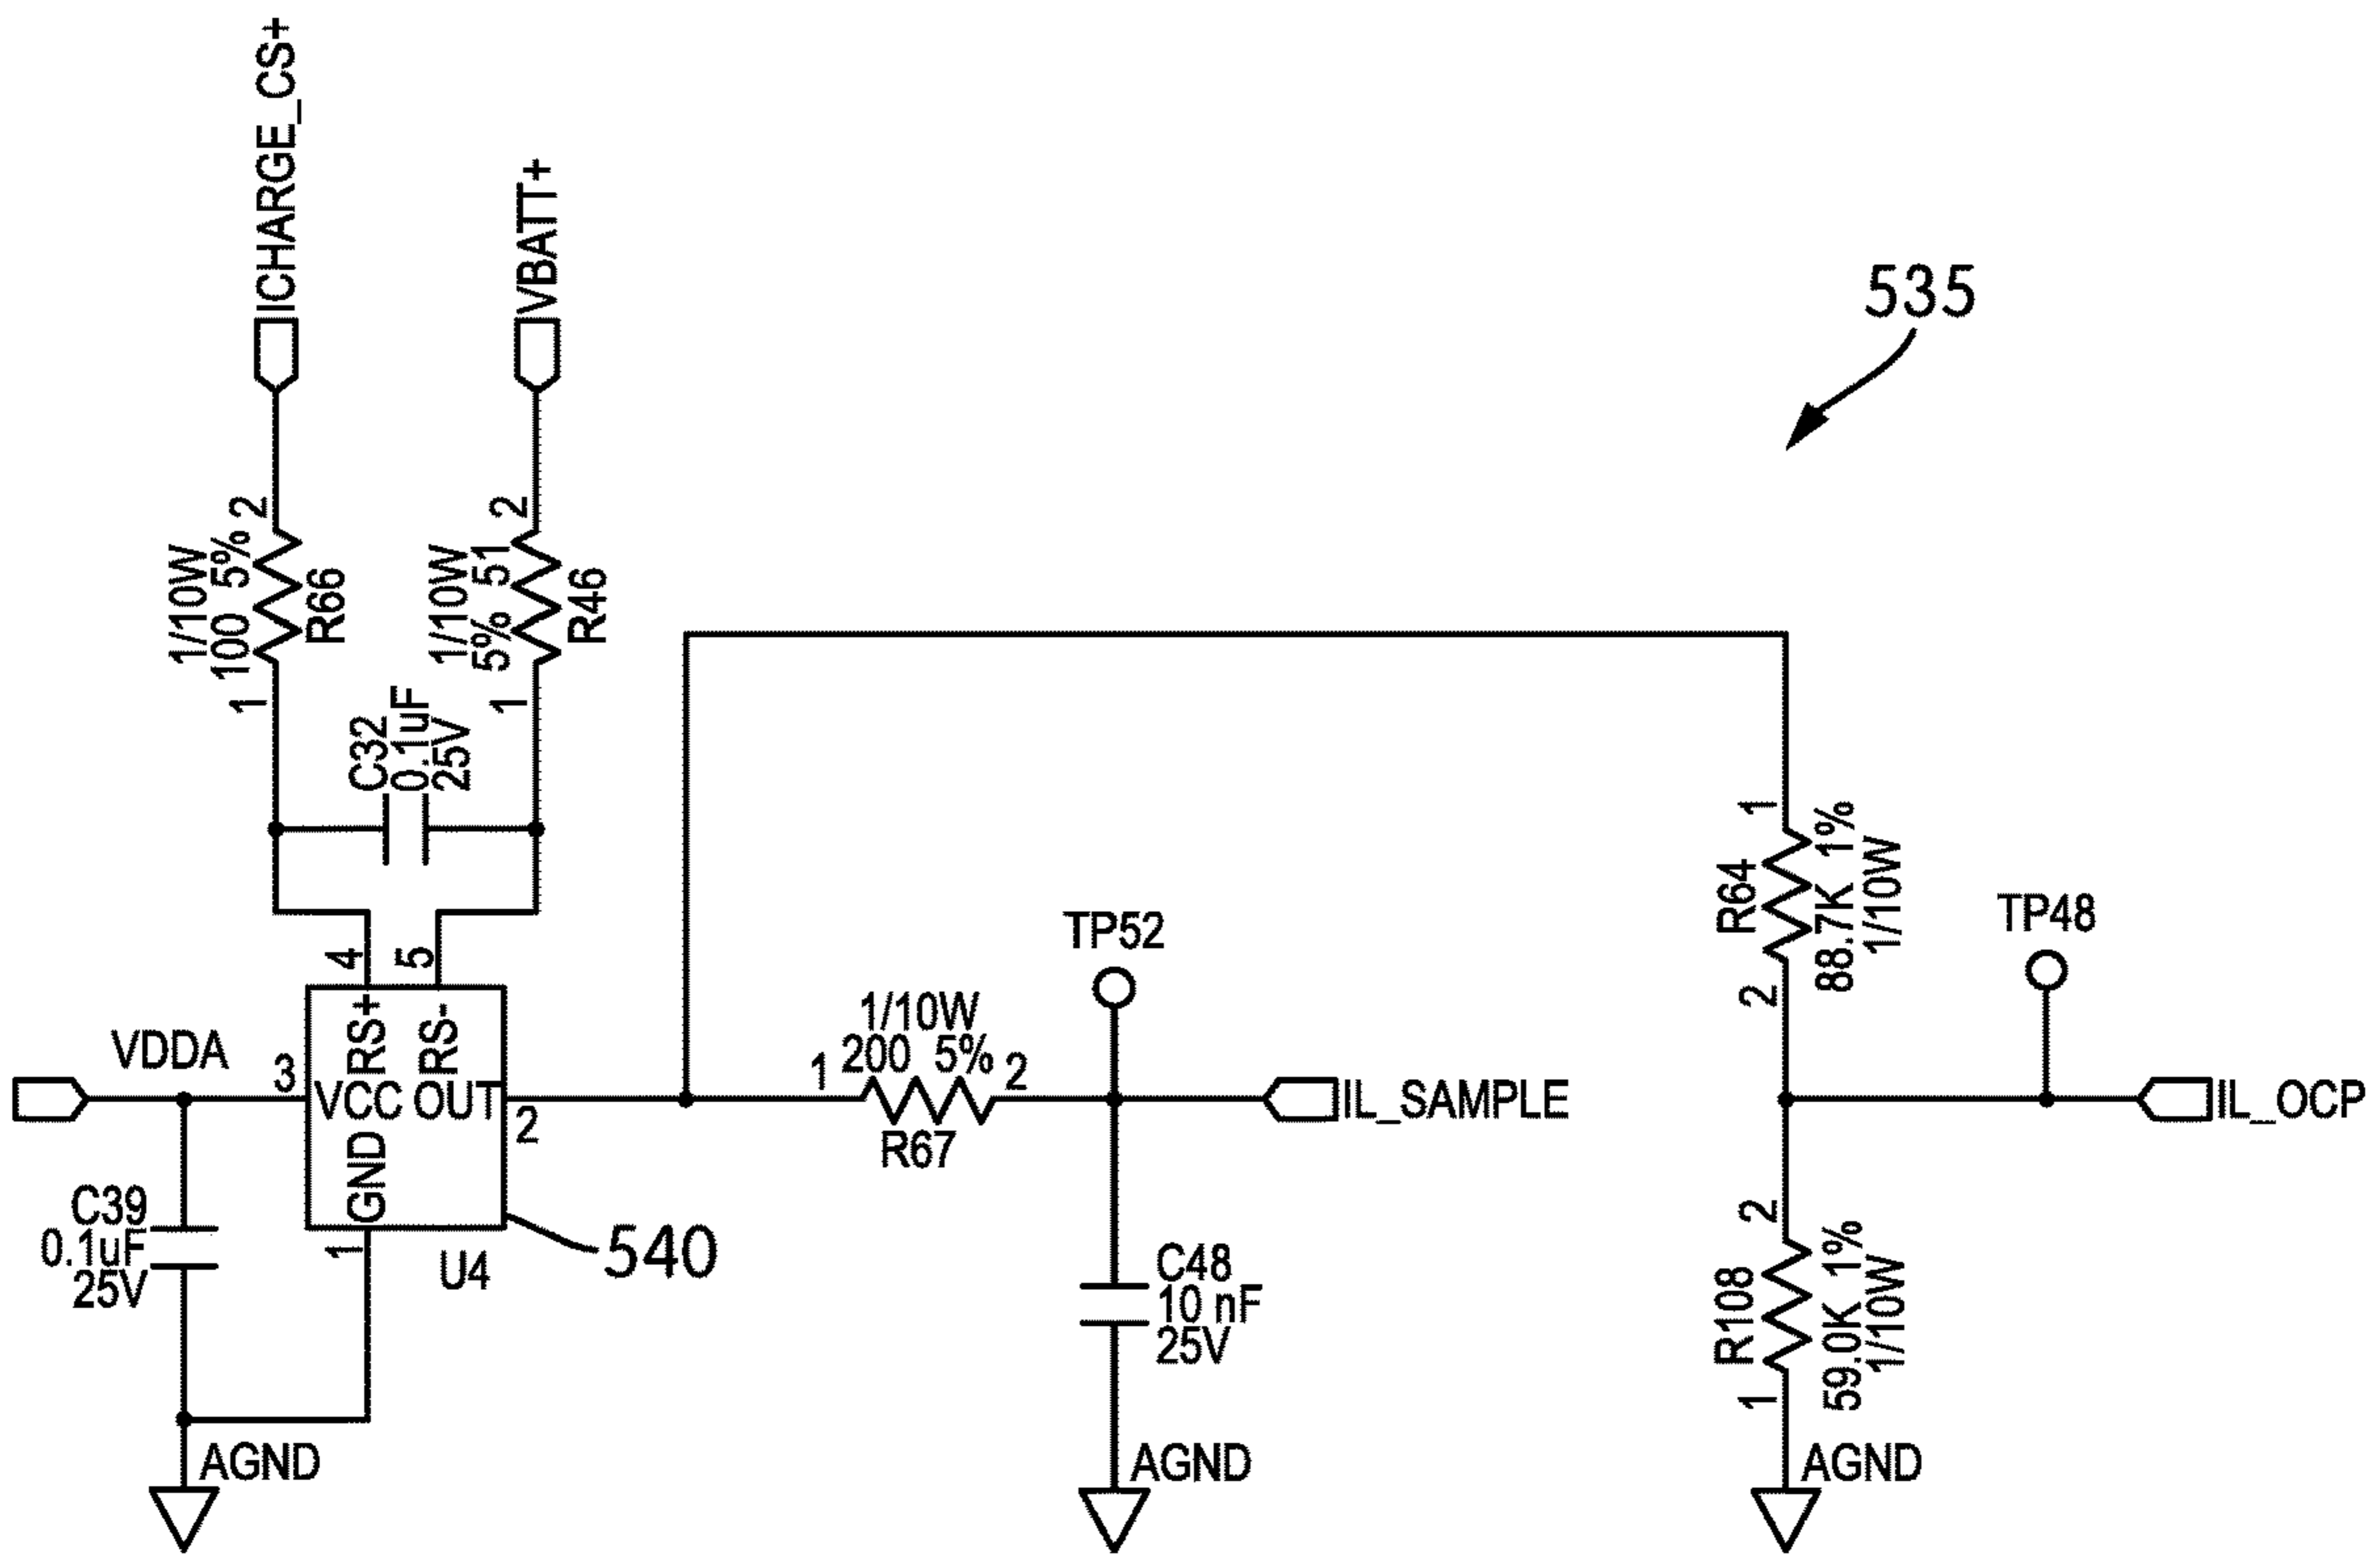 ICHARGE_CS+
VBATT+
535
2
1/10W
100 5%
R66
1
2
1/10W
5% 51
R46
1
C32
0.1uF
25V
4
5
RS+
RS-
VDDA
3
VCC OUT
2
GND
1
U4
540
C39
0.1uF
25V
AGND
1/10W
1
200 5%
2
R67
TP52
IL_SAMPLE
C48
10 nF
25V
AGND
1
R64
88.7K 1%
1/10W
2
TP48
IL_OCP
2
R108
59.0K 1%
1/10W
1
AGND